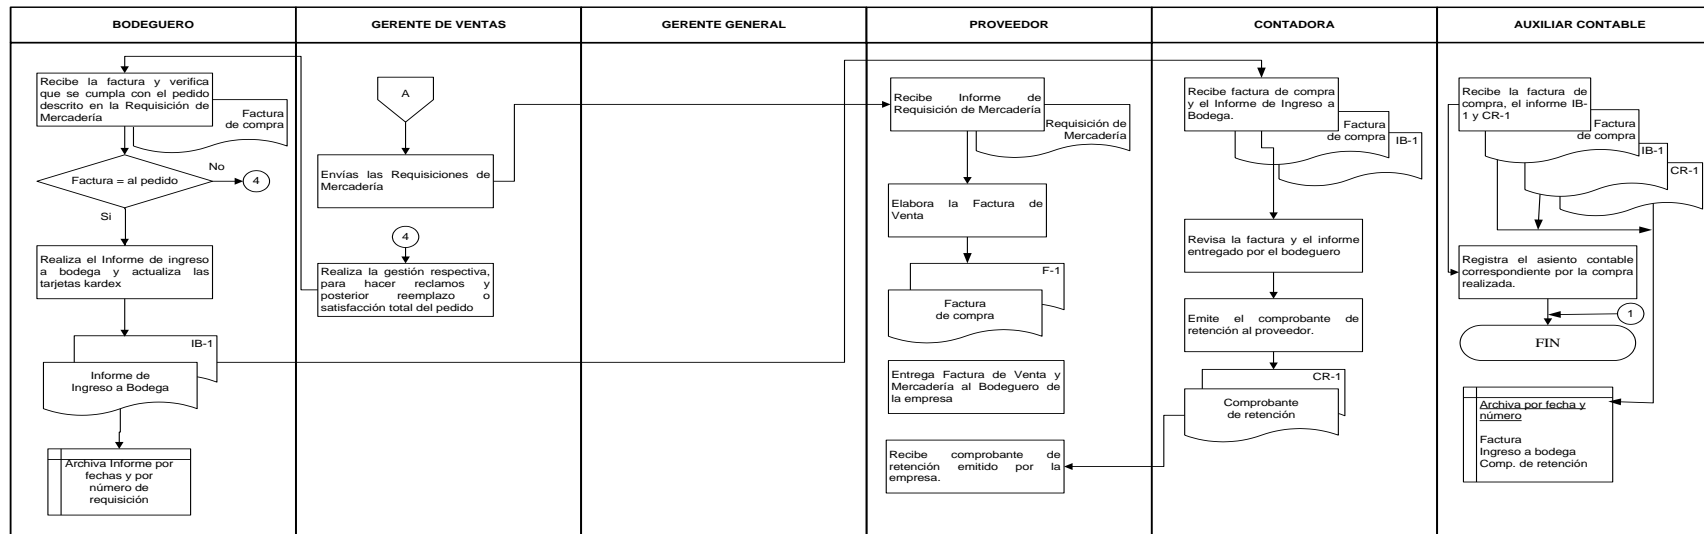 BODEGUERO
GERENTE DE VENTAS
GERENTE GENERAL
PROVEEDOR
CONTADORA
AUXILIAR CONTABLE
Recibe la factura y verifica
que se cumpla con el pedido
descrito en la Requisición de
Mercadería
Factura
de compra
Factura = al pedido
No
4
Si
Realiza el Informe de ingreso
a bodega y actualiza las
tarjetas kardex
IB-1
Informe de
Ingreso a Bodega
Archiva Informe por
fechas y por
número de
requisición
A
Envías las Requisiciones de
Mercadería
4
Realiza la gestión respectiva,
para hacer reclamos y
posterior reemplazo o
satisfacción total del pedido
Recibe Informe de
Requisición de Mercadería
Requisición de
Mercadería
Elabora la Factura de
Venta
F-1
Factura
de compra
Entrega Factura de Venta y
Mercadería al Bodeguero de
la empresa
Recibe comprobante de
retención emitido por la
empresa.
Recibe factura de compra
y el Informe de Ingreso a
Bodega.
Factura
de compra
IB-1
Revisa la factura y el informe
entregado por el bodeguero
Emite el comprobante de
retención al proveedor.
CR-1
Comprobante
de retención
Recibe la factura de
compra, el informe IB-
1 y CR-1
Factura
de compra
IB-1
CR-1
Registra el asiento contable
correspondiente por la compra
realizada.
1
FIN
Archiva por fecha y
número
Factura
Ingreso a bodega
Comp. de retención